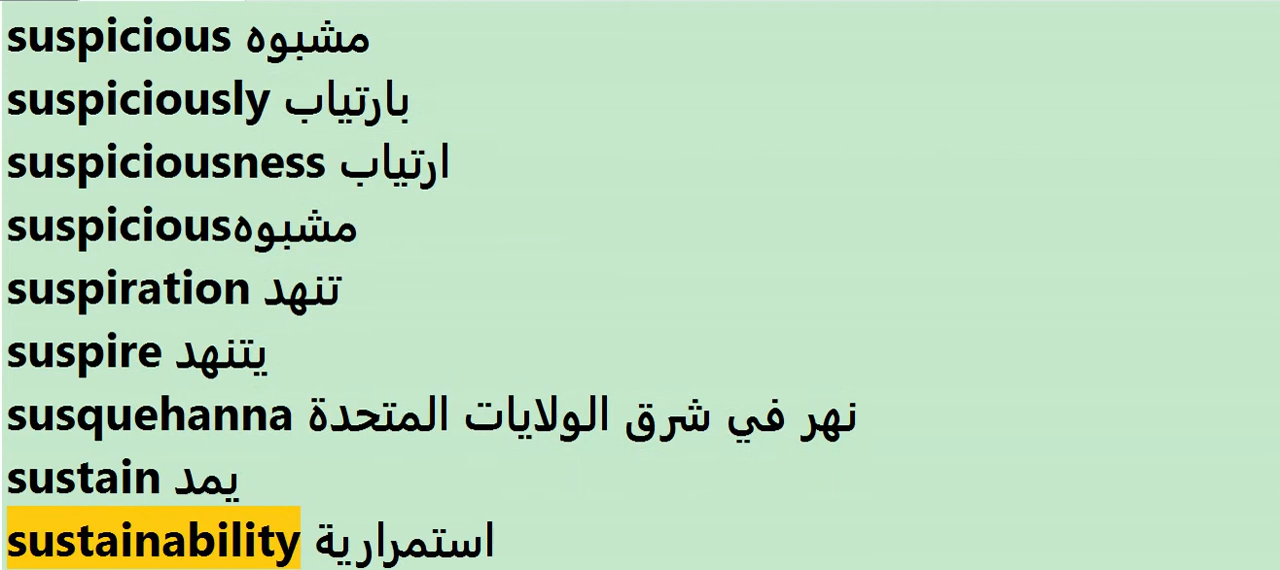 suspicious مشبوه
suspiciously بارتياب
suspiciousness ارتياب
suspiciousمشبوه
suspiration تنهد
suspire يتنهد
susquehanna نهر في شرق الولايات المتحدة
sustain يمد
sustainability استمرارية